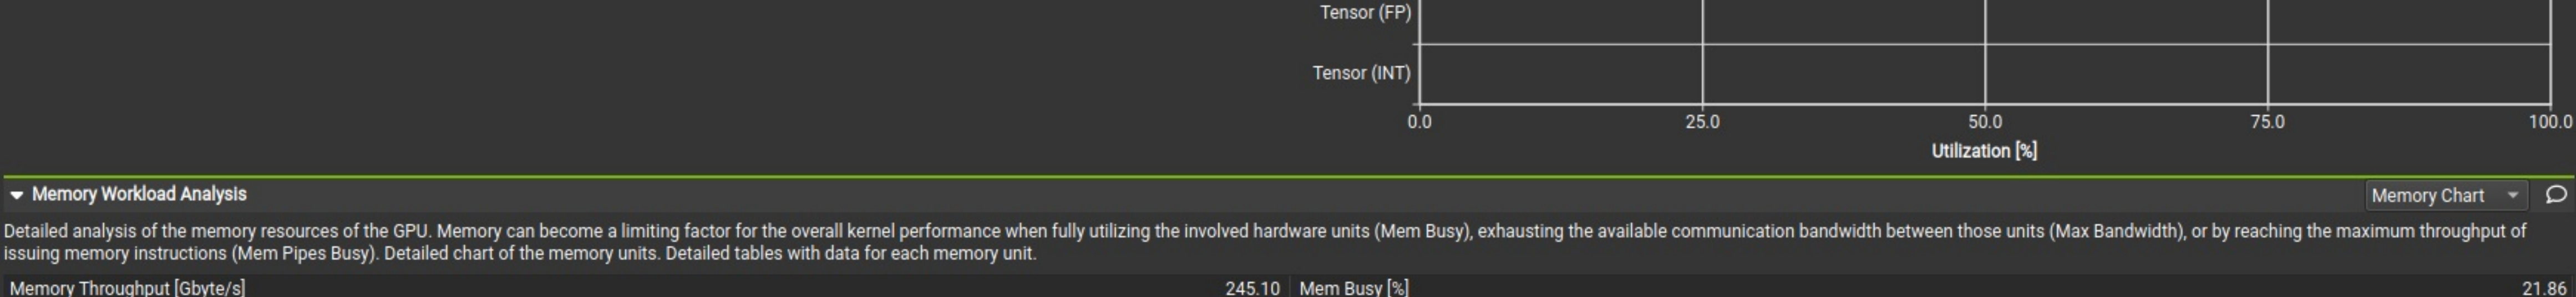 Tensor (FP)
Tensor (INT)
0.0 25.0 50.0 75.0 100.0
Utilization [%]
Memory Workload Analysis
Memory Chart
Detailed analysis of the memory resources of the GPU. Memory can become a limiting factor for the overall kernel performance when fully utilizing the involved hardware units (Mem Busy), exhausting the available communication bandwidth between those units (Max Bandwidth), or by reaching the maximum throughput of
issuing memory instructions (Mem Pipes Busy). Detailed chart of the memory units. Detailed tables with data for each memory unit.
Memory Throughput [Gbyte/s] 245.10 Mem Busy [%] 21.86